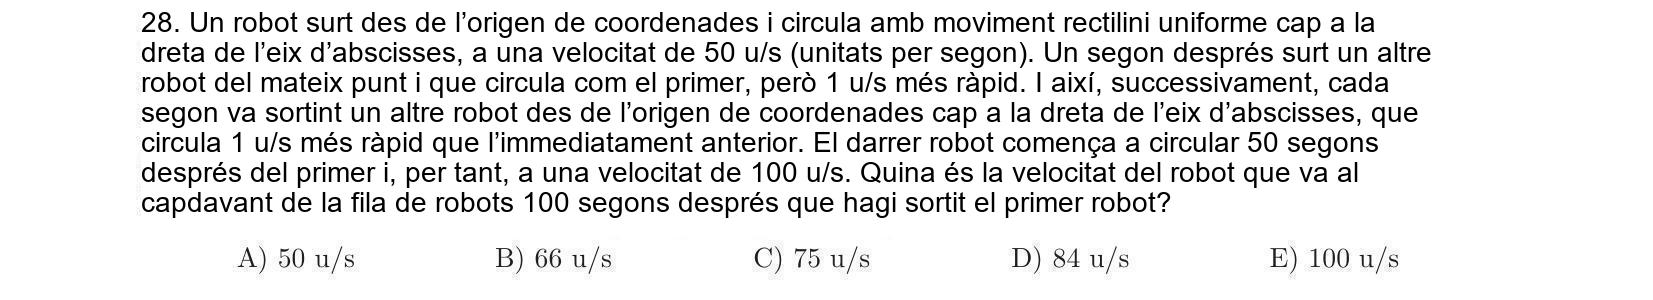 28. Un robot surt des de l’origen de coordenades i circula amb moviment rectilini uniforme cap a la
dreta de l’eix d’abscisses, a una velocitat de 50 u/s (unitats per segon). Un segon després surt un altre
robot del mateix punt i que circula com el primer, però 1 u/s més ràpid. I així, successivament, cada
segon va sortint un altre robot des de l’origen de coordenades cap a la dreta de l’eix d’abscisses, que
circula 1 u/s més ràpid que l’immediatament anterior. El darrer robot comença a circular 50 segons
després del primer i, per tant, a una velocitat de 100 u/s. Quina és la velocitat del robot que va al
capdavant de la fila de robots 100 segons després que hagi sortit el primer robot?
A) 50 u/s B) 66 u/s C) 75 u/s D) 84 u/s E) 100 u/s